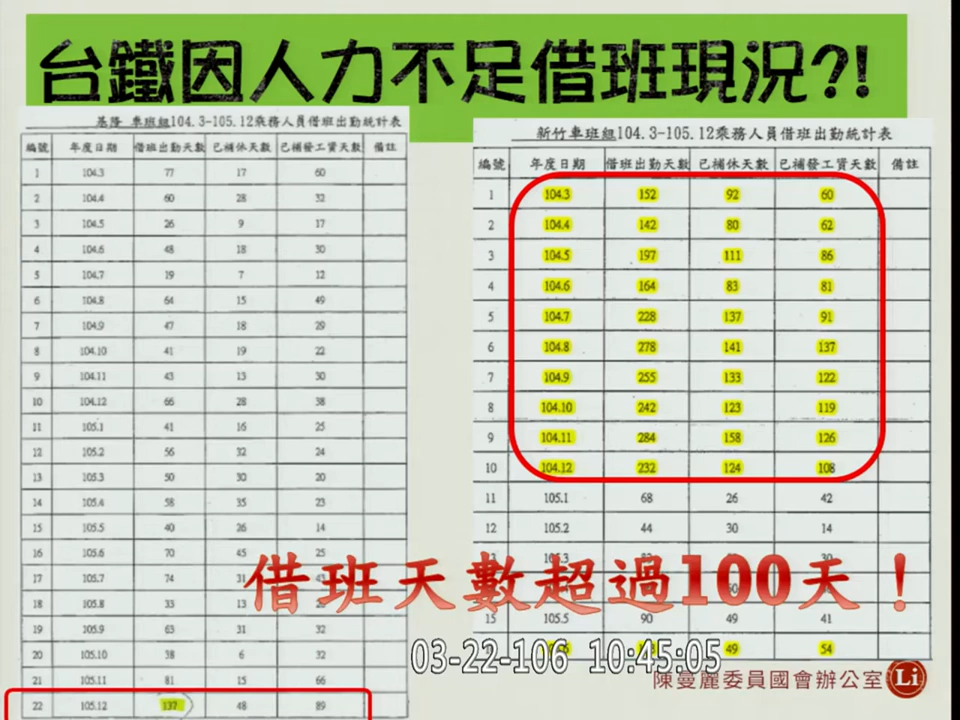 台鐵因人力不足借班現況?!
基隆 車班組104.3-105.12乘務人員借班出勤統計表
編號 年度日期 借班出勤天數 已補休天數 已補發工資天數 備註
1 104.3 77 17 60
2 104.4 60 28 32
3 104.5 26 9 17
4 104.6 48 18 30
5 104.7 19 7 12
6 104.8 64 15 49
7 104.9 47 18 29
8 104.10 41 19 22
9 104.11 43 13 30
10 104.12 66 28 38
11 105.1 41 16 25
12 105.2 56 32 24
13 105.3 50 30 20
14 105.4 58 35 23
15 105.5 40 26 14
16 105.6 70 45 25
17 105.7 74 31
18 105.8 33 13
19 105.9 63 31 32
20 105.10 38 6 32
21 105.11 81 15 66
22 105.12 137 48 89
新竹車班組104.3-105.12乘務人員借班出勤統計表
編號 年度日期 借班出勤天數 已補休天數 已補發工資天數 備註
1 104.3 152 92 60
2 104.4 142 80 62
3 104.5 197 111 86
4 104.6 164 83 81
5 104.7 228 137 91
6 104.8 278 141 137
7 104.9 255 133 122
8 104.10 242 123 119
9 104.11 284 158 126
10 104.12 232 124 108
11 105.1 68 26 42
12 105.2 44 30 14
30
15 105.5 90 49 41
49 54
借班天數超過100天！
03-22-106 10:45:05
陳曼麗委員國會辦公室 Li